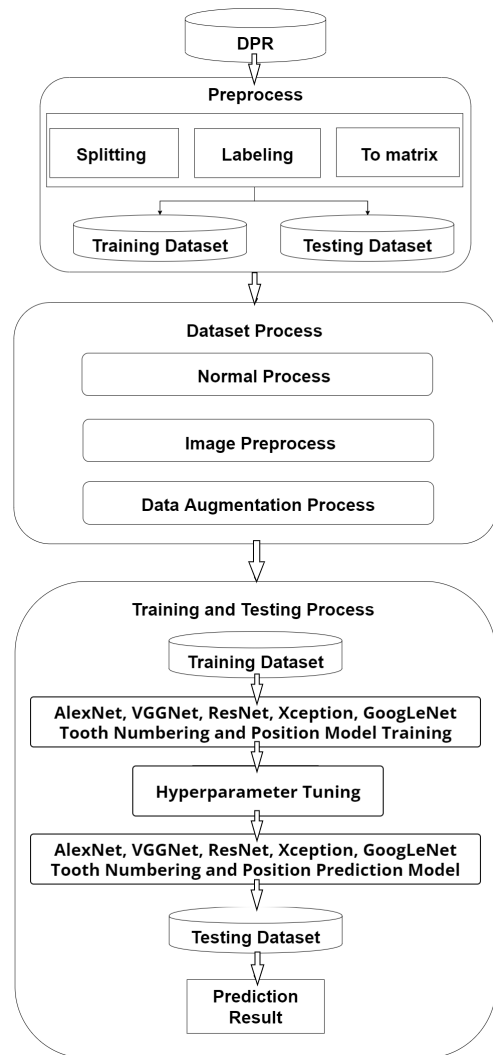 DPR
Preprocess
Splitting
Labeling
To matrix
Training Dataset
Testing Dataset
Dataset Process
Normal Process
Image Preprocess
Data Augmentation Process
Training and Testing Process
Training Dataset
AlexNet, VGGNet, ResNet, Xception, GoogLeNet
Tooth Numbering and Position Model Training
Hyperparameter Tuning
AlexNet, VGGNet, ResNet, Xception, GoogLeNet
Tooth Numbering and Position Prediction Model
Testing Dataset
Prediction
Result